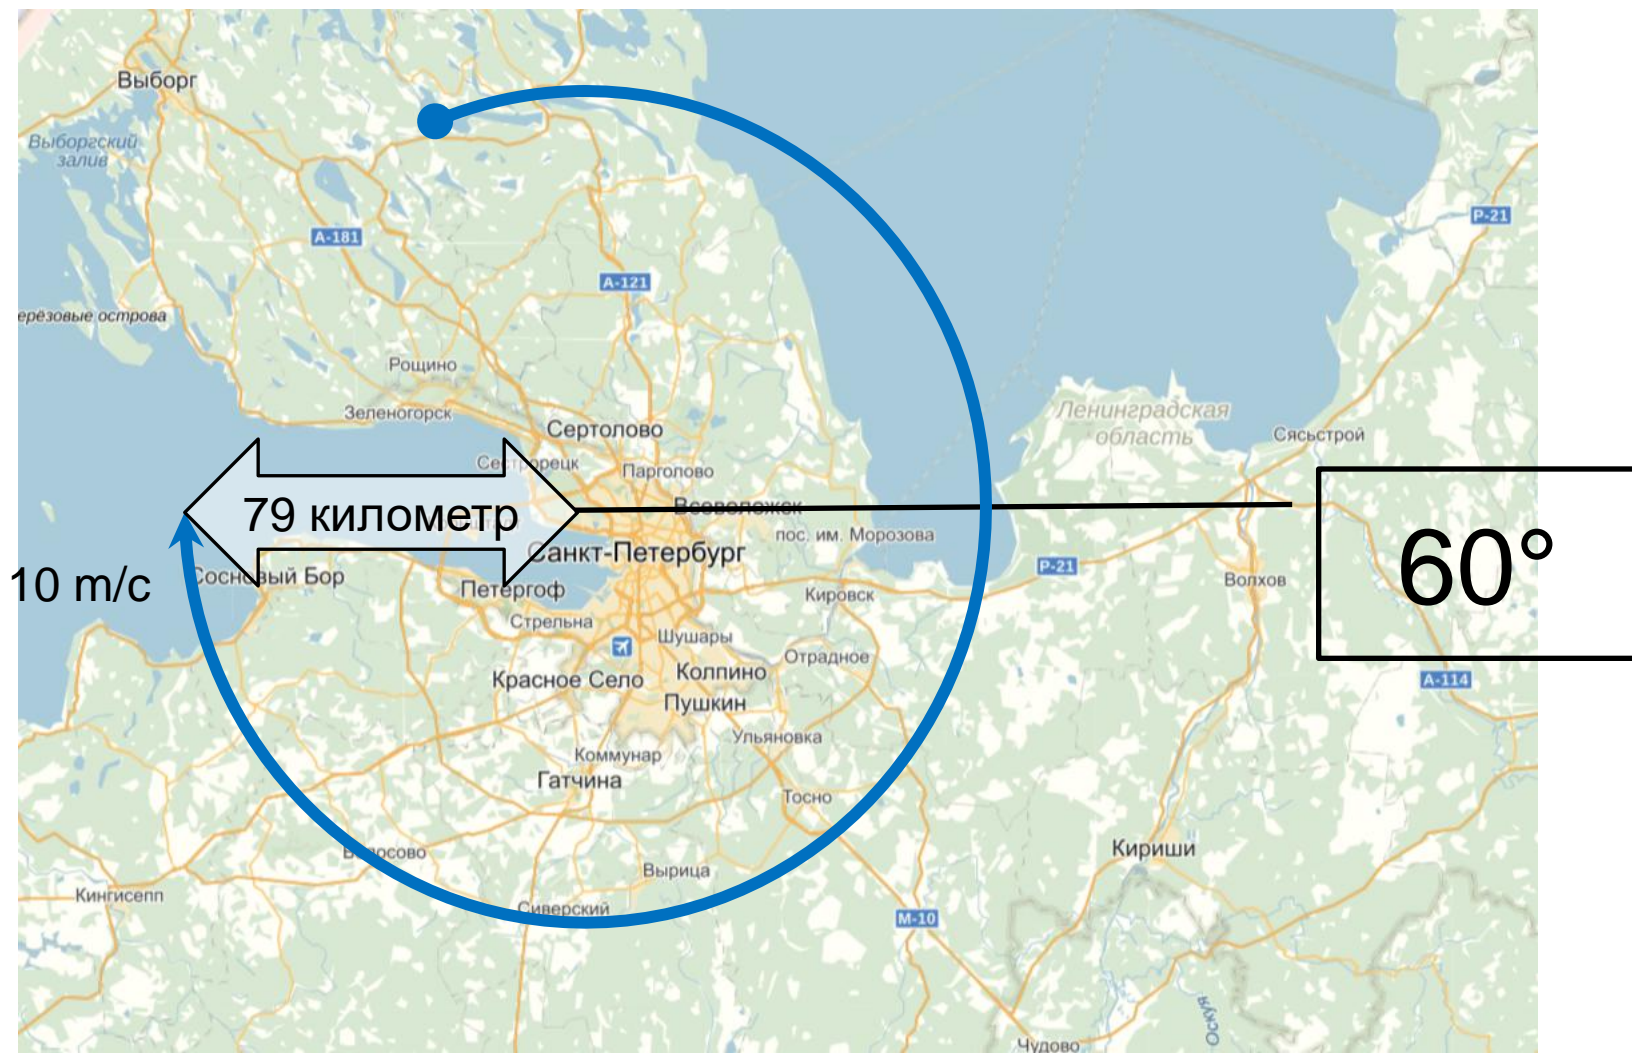 Выборг
Выборгский
залив
А-181
А-121
Р-21
ерёзовые острова
Рощино
Зеленогорск
Ленинградская
область
Сертолово
Сясьстрой
Сестрорецк
Парголово
79 километр
Всеволожск
пос. им. Морозова
Санкт-Петербург
60°
10 m/c
Сосновый Бор
Петергоф
Р-21
Волхов
Кировск
Стрельна
Шушары
Отрадное
Красное Село
Колпино
А-114
Пушкин
Ульяновка
Коммунар
Гатчина
Тосно
Волосово
Кириши
Вырица
Кингисепп
Сиверский
М-10
Оскуя
Чудово